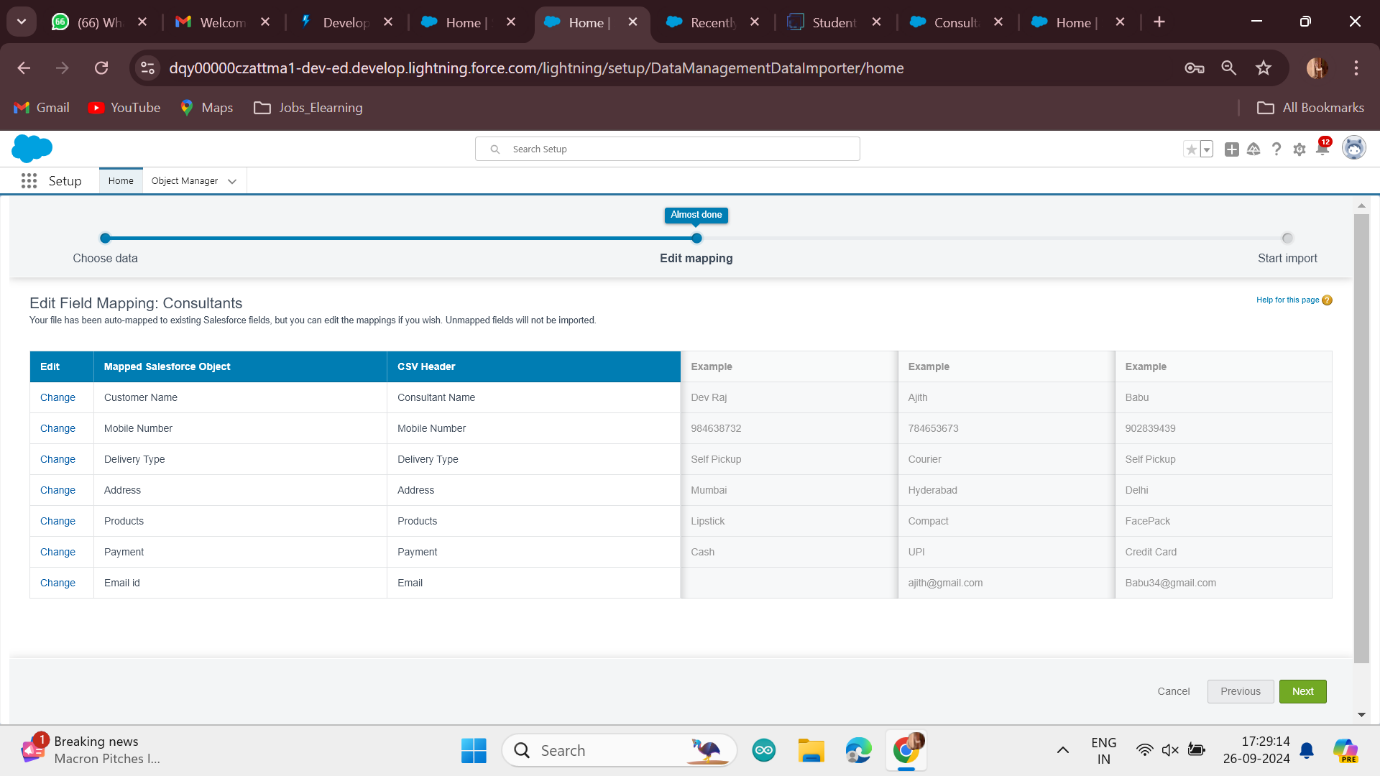 (66) Wh
Welcom
Develop
Home |
Home |
Recently
Student
Consult
Home |
dqy00000czattma1-dev-ed.develop.lightning.force.com/lightning/setup/DataManagementDataImporter/home
Gmail
YouTube
Maps
Jobs_Elearning
All Bookmarks
Search Setup
12
Setup
Home
Object Manager
Almost done
Choose data
Edit mapping
Start import
Edit Field Mapping: Consultants
Help for this page
Your file has been auto-mapped to existing Salesforce fields, but you can edit the mappings if you wish. Unmapped fields will not be imported.
Edit Mapped Salesforce Object CSV Header Example Example Example
Change Customer Name Consultant Name Dev Raj Ajith Babu
Change Mobile Number Mobile Number 984638732 784653673 902839439
Change Delivery Type Delivery Type Self Pickup Courier Self Pickup
Change Address Address Mumbai Hyderabad Delhi
Change Products Products Lipstick Compact FacePack
Change Payment Payment Cash UPI Credit Card
Change Email id Email ajith@gmail.com Babu34@gmail.com
Cancel Previous Next
1
Breaking news
Macron Pitches I...
Search
ENG
IN
17:29:14
26-09-2024
PRE